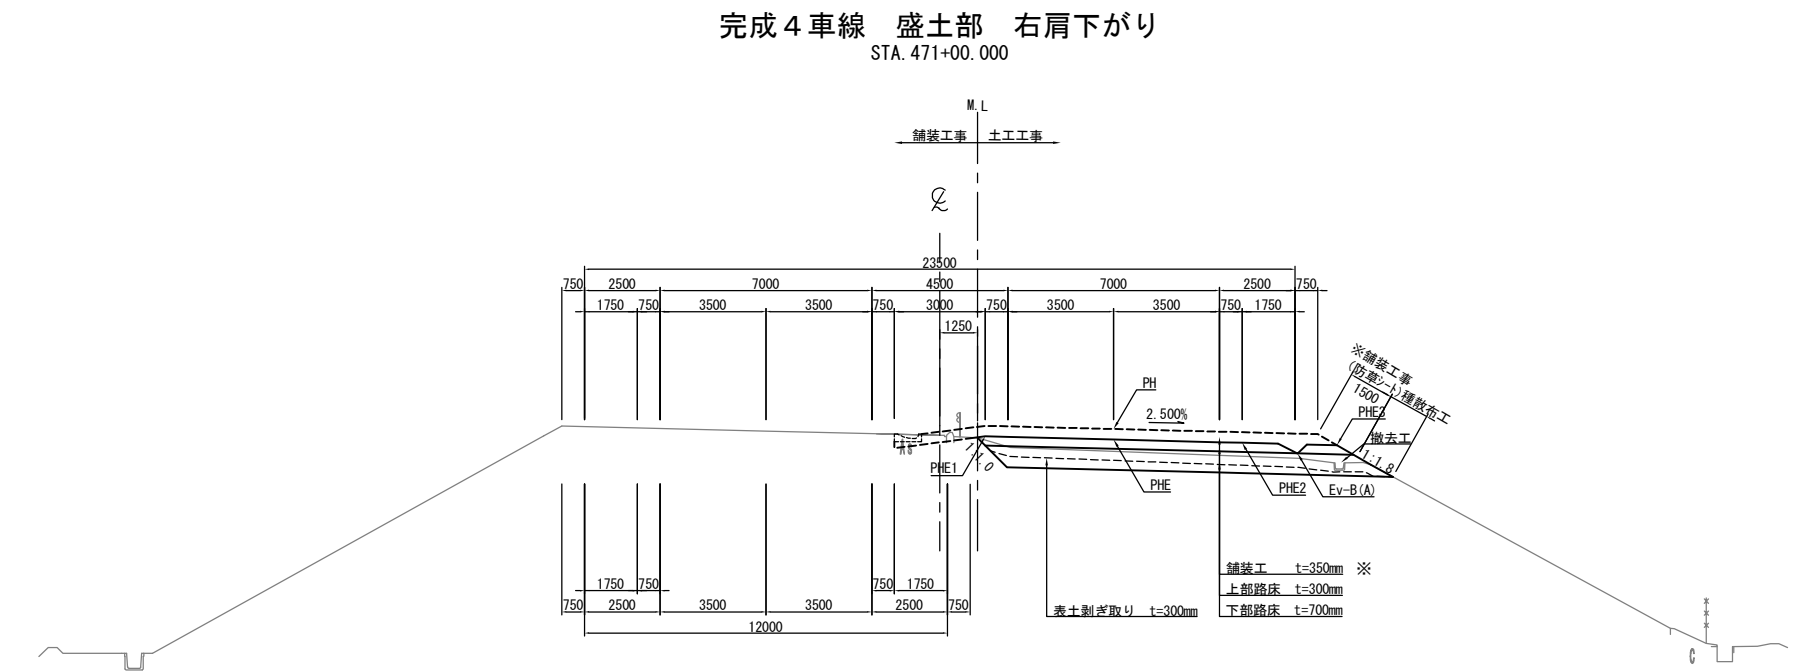 完成４車線　盛土部　右肩下がり
STA.471+00.000
M.L
舗装工事　土工工事
23500
750 2500 7000 4500 7000 2500 750
1750 750 3500 3500 750 3000 750 3500 3500 750 1750
1250
※舗装工事
(防草ｼｰﾄ)種散布工
1500
PH
2.500%
PHE3
撤去工
1:1.8
AS
PHE1
1:1.0
PHE
PHE2
Ev-B(A)
舗装工　t=350mm　※
上部路床　t=300mm
下部路床　t=700mm
表土剥ぎ取り　t=300mm
1750 750 750 1750
750 2500 3500 3500 2500 750
12000
C